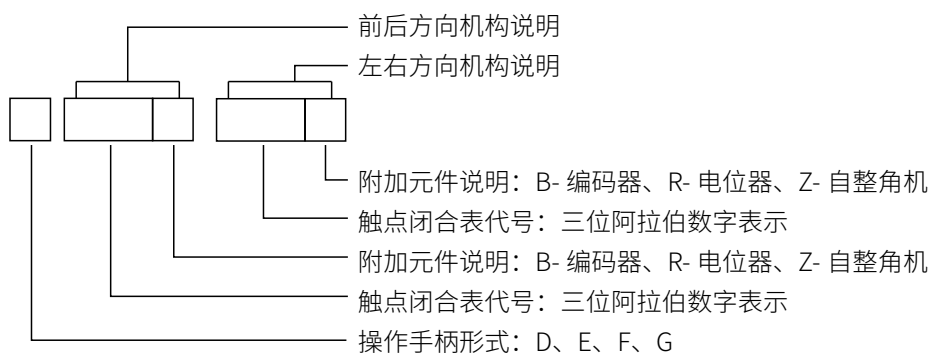 前后方向机构说明
左右方向机构说明
附加元件说明：B- 编码器、R- 电位器、Z- 自整角机
触点闭合表代号：三位阿拉伯数字表示
附加元件说明：B- 编码器、R- 电位器、Z- 自整角机
触点闭合表代号：三位阿拉伯数字表示
操作手柄形式：D、E、F、G